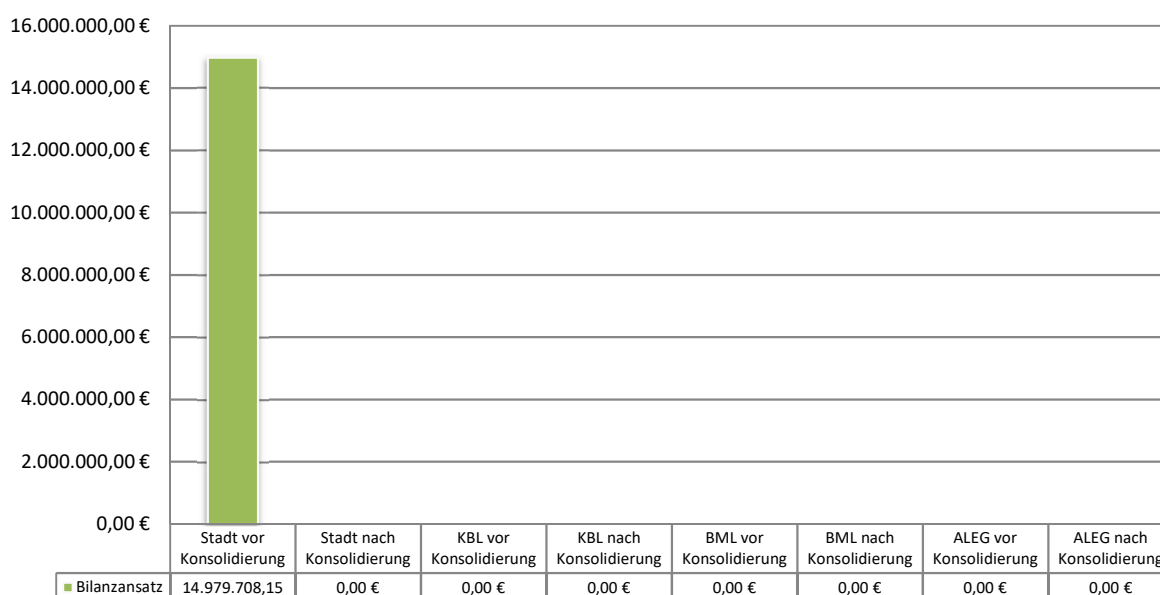 16.000.000,00 €
14.000.000,00 €
12.000.000,00 €
10.000.000,00 €
8.000.000,00 €
6.000.000,00 €
4.000.000,00 €
2.000.000,00 €
0,00 €
Stadt vor Konsolidierung
Stadt nach Konsolidierung
KBL vor Konsolidierung
KBL nach Konsolidierung
BML vor Konsolidierung
BML nach Konsolidierung
ALEG vor Konsolidierung
ALEG nach Konsolidierung
Bilanzansatz 14.979.708,15 0,00 € 0,00 € 0,00 € 0,00 € 0,00 € 0,00 € 0,00 €